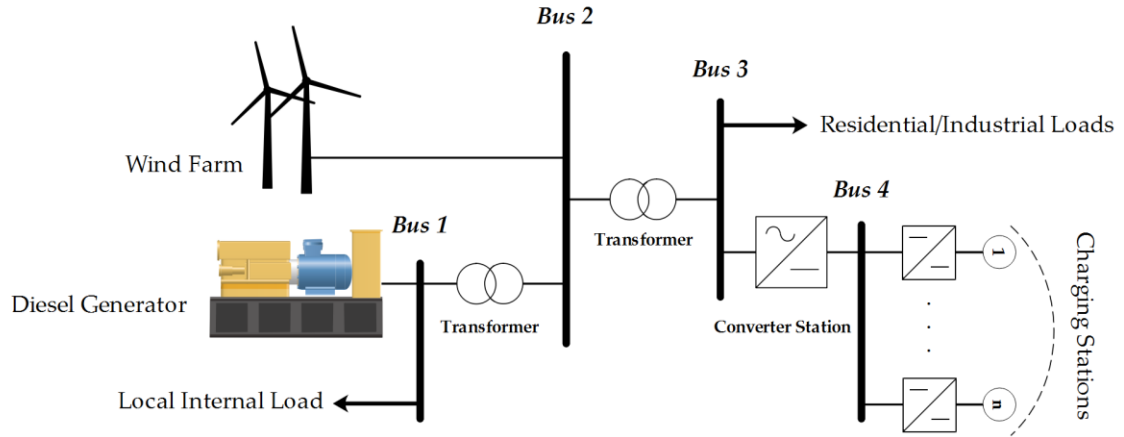 Bus 2
Bus 3
Residential/Industrial Loads
Wind Farm
Bus 4
Bus 1
Transformer
1
Diesel Generator
Transformer
Converter Station
Charging Stations
Local Internal Load
n